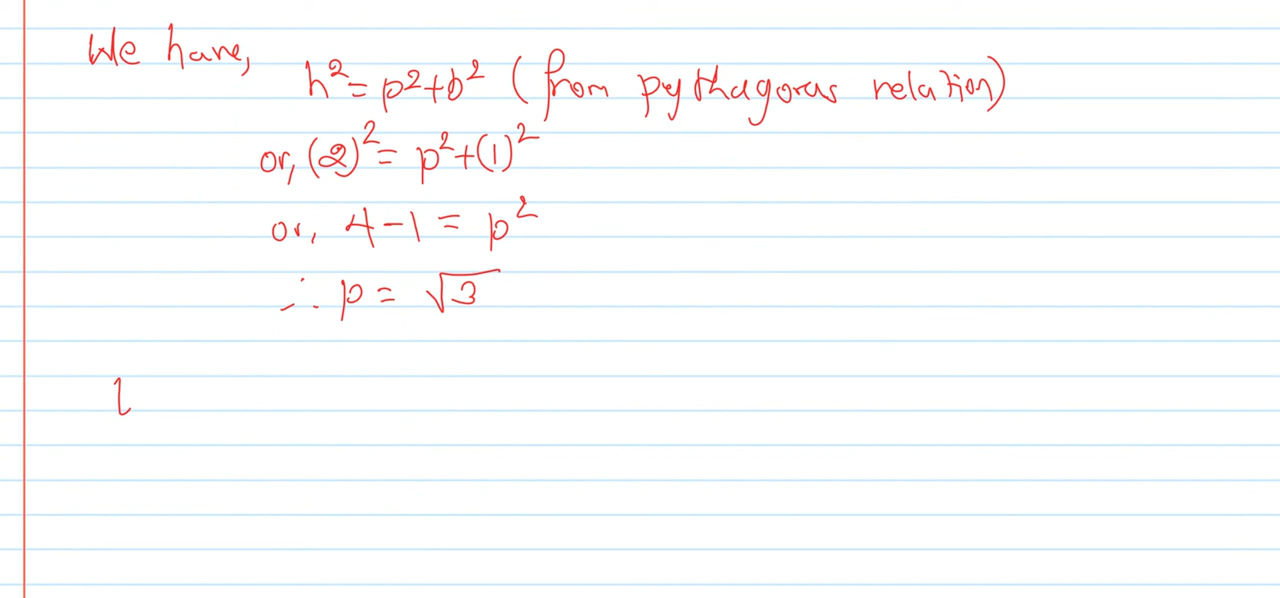 We have,
h²=p²+b² (from pythagoras relation)
or, (2)²= p²+(1)²
or, 4-1 = p²
∴ p = √3
l